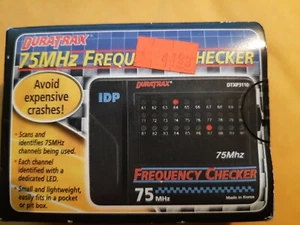 DURATRAX
75MHz FREQU CHECKER
Avoid
expensive
crashes!
IDP
DURATRAX
DTXP3110
• Scans and
identifies 75MHz
channels being used.
• Each channel
identified with a
dedicated LED.
• Small and lightweight,
easily fits in a pocket
or pit box.
75Mhz
FREQUENCY CHECKER
75 MHz
Made in Korea